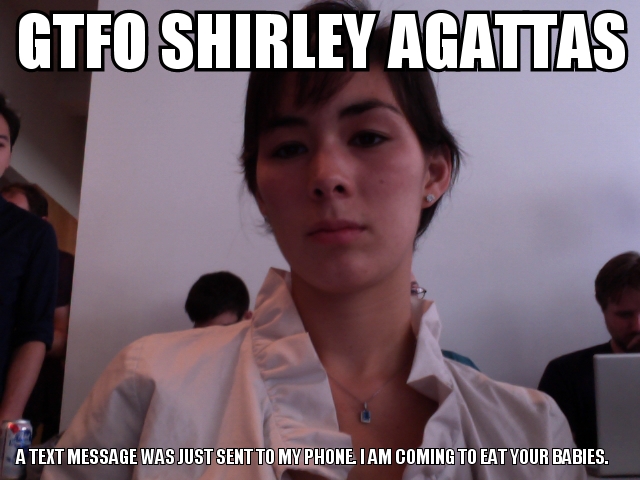 GTFO SHIRLEY AGATTAS
A TEXT MESSAGE WAS JUST SENT TO MY PHONE. I AM COMING TO EAT YOUR BABIES.